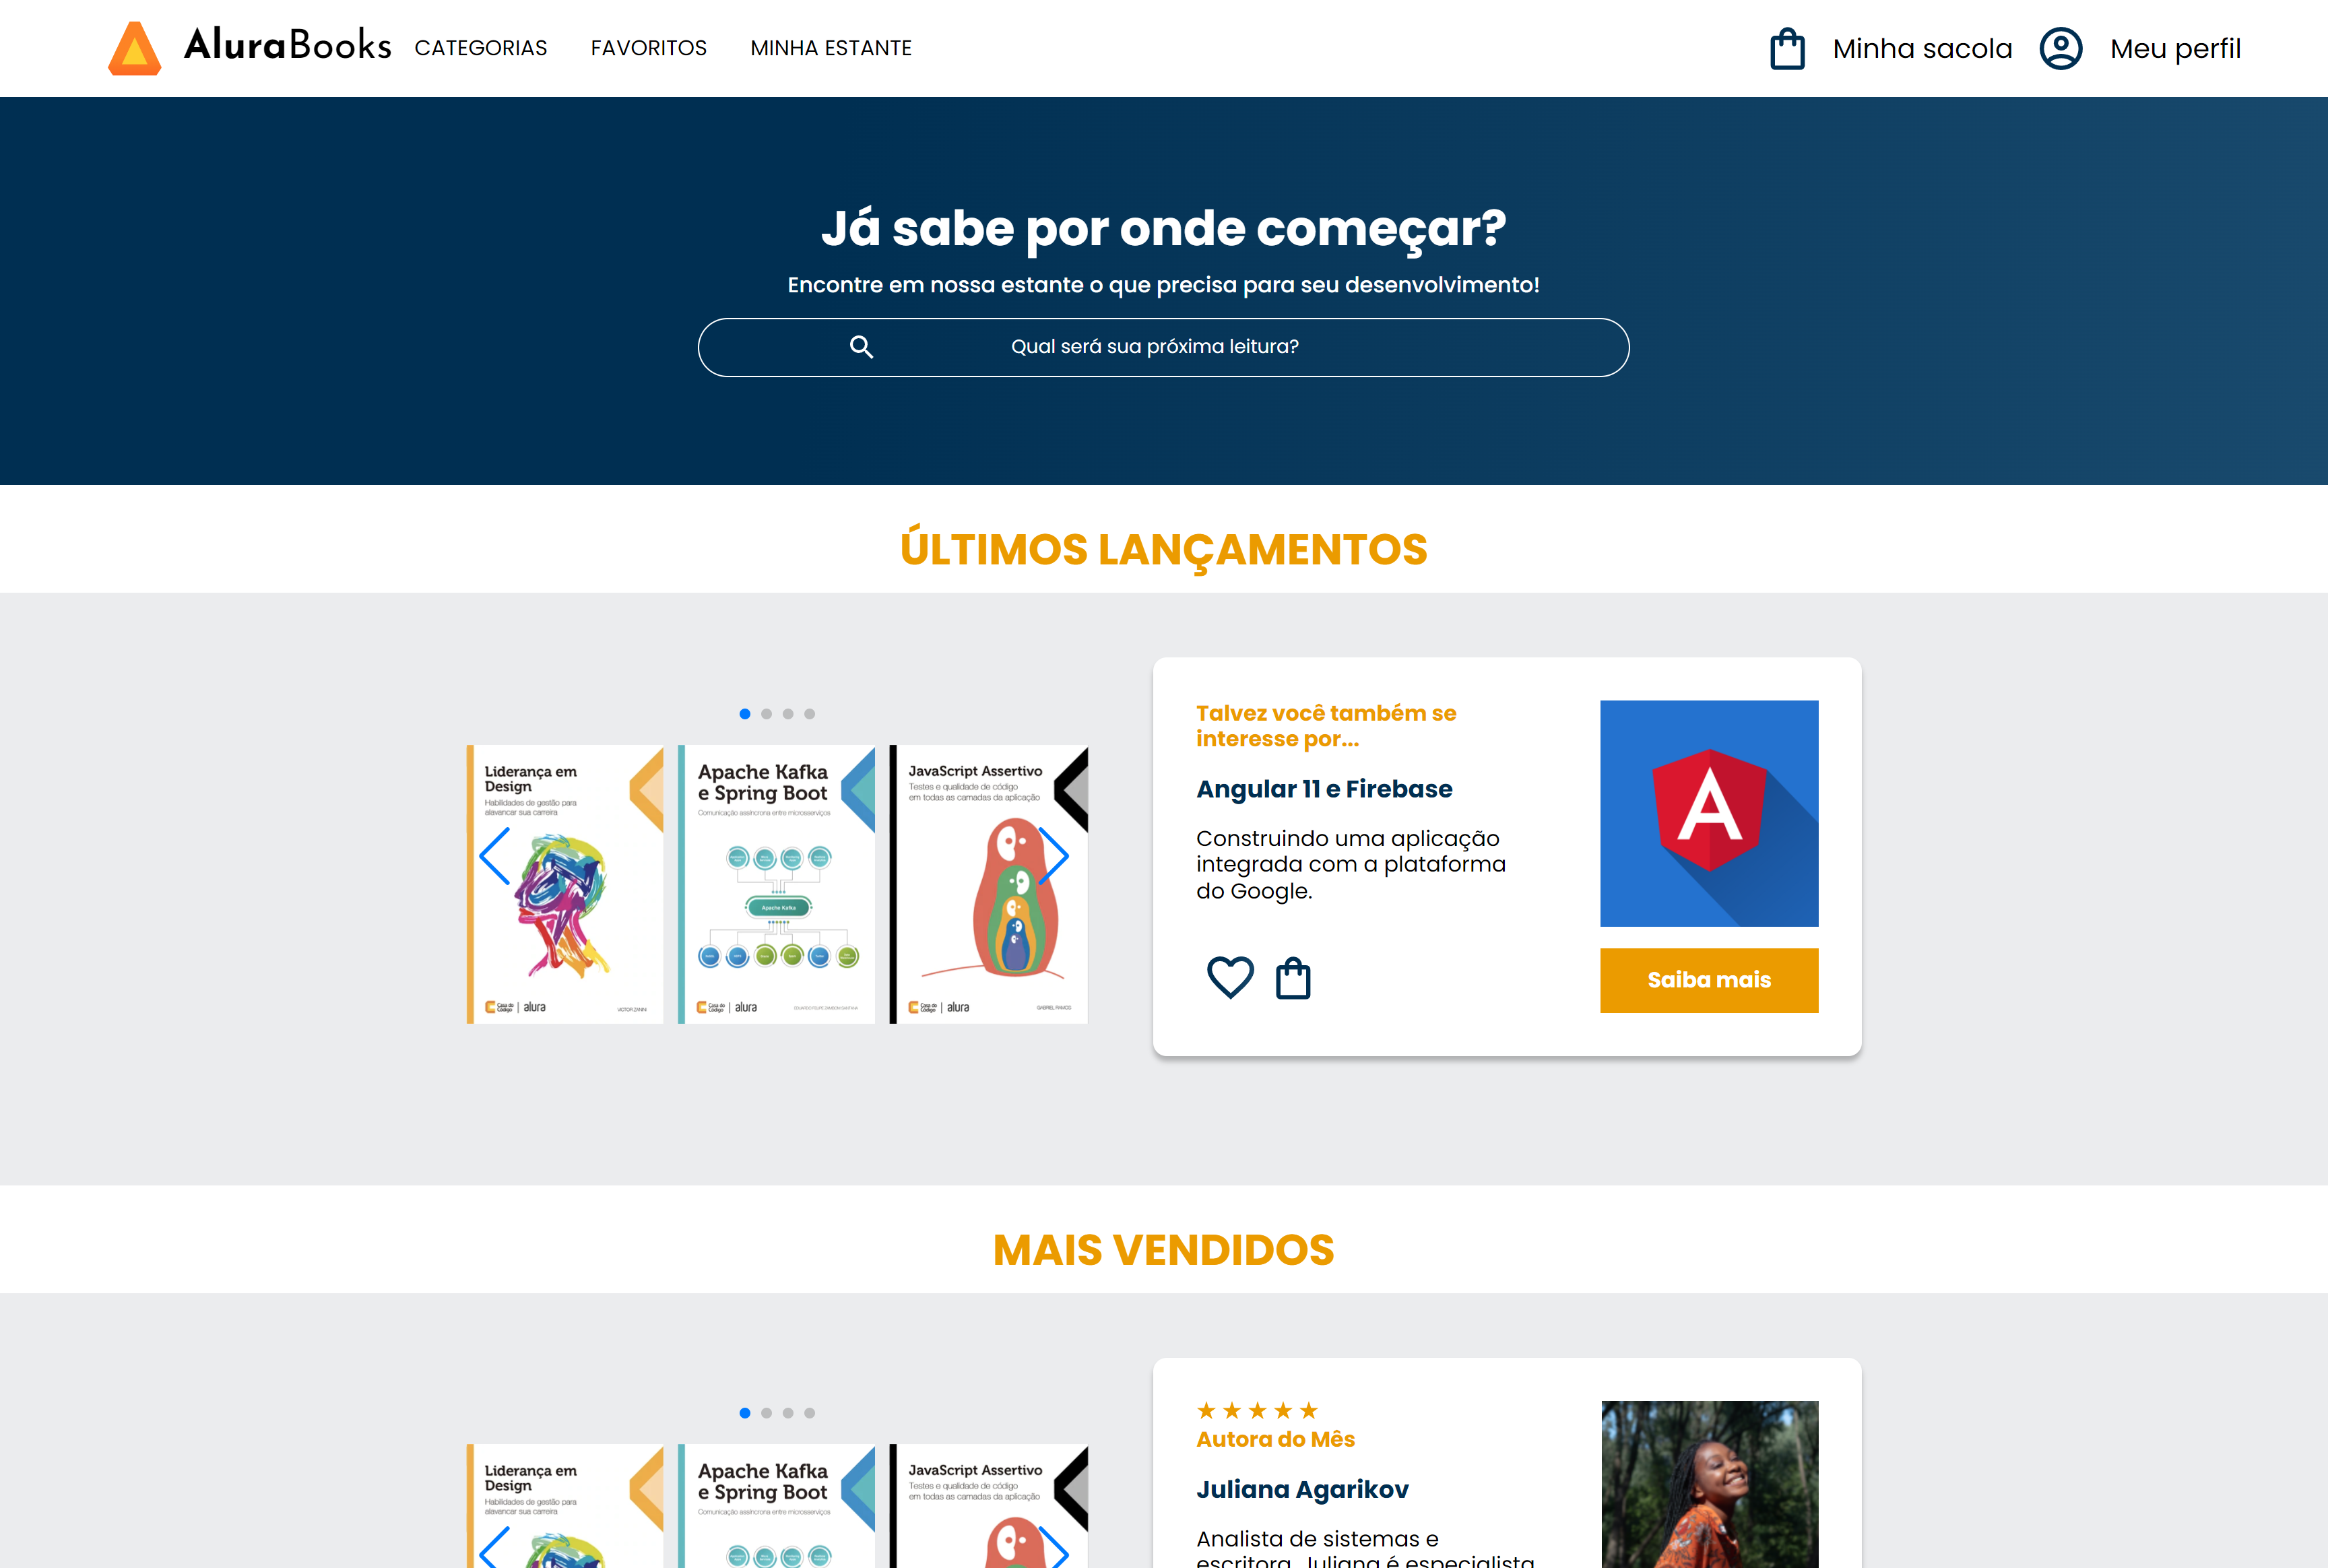 AluraBooks
CATEGORIAS
FAVORITOS
MINHA ESTANTE
Minha sacola
Meu perfil
Já sabe por onde começar?
Encontre em nossa estante o que precisa para seu desenvolvimento!
Qual será sua próxima leitura?
ÚLTIMOS LANÇAMENTOS
Liderança em
Design
Habilidades de gestão para
alavancar sua carreira
Casa do
Código
alura
VICTOR ZANINI
Apache Kafka
e Spring Boot
Comunicação assíncrona entre microsserviços
Apache Kafka
Casa do
Código
alura
JavaScript Assertivo
Testes e qualidade de código
em todas as camadas da aplicação
Casa do
Código
alura
GABRIEL RAMOS
Talvez você também se
interesse por...
Angular 11 e Firebase
Construindo uma aplicação
integrada com a plataforma
do Google.
Saiba mais
MAIS VENDIDOS
Liderança em
Design
Habilidades de gestão para
alavancar sua carreira
Apache Kafka
e Spring Boot
Comunicação assíncrona entre microsserviços
JavaScript Assertivo
Testes e qualidade de código
em todas as camadas da aplicação
★ ★ ★ ★ ★
Autora do Mês
Juliana Agarikov
Analista de sistemas e
escritora, Juliana é especialista